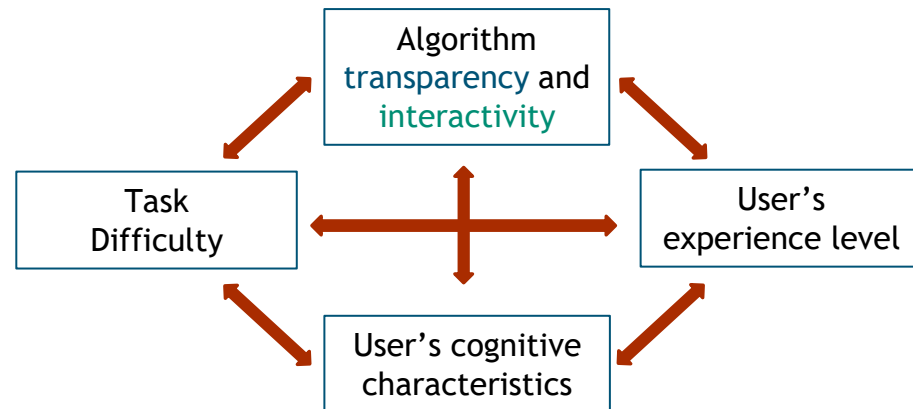 Algorithm
transparency and
interactivity
Task
Difficulty
User’s
experience level
User’s cognitive
characteristics